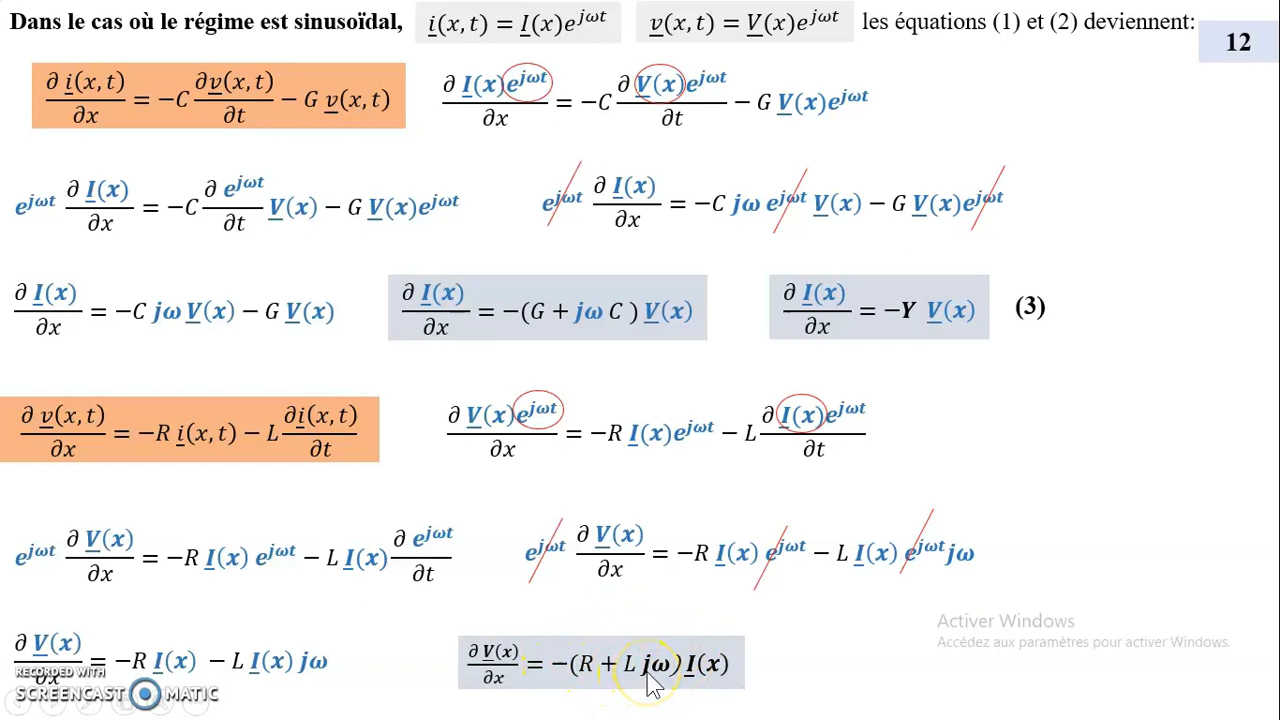 Dans le cas où le régime est sinusoïdal, i(x,t) = I(x)e^{jωt} v(x,t) = V(x)e^{jωt} les équations (1) et (2) deviennent:
12
∂ i(x,t)/∂x = −C ∂v(x,t)/∂t − G v(x,t) ∂ I(x)e^{jωt}/∂x = −C ∂ V(x)e^{jωt}/∂t − G V(x)e^{jωt}
e^{jωt} ∂ I(x)/∂x = −C ∂ e^{jωt}/∂t V(x) − G V(x)e^{jωt} e^{jωt} ∂ I(x)/∂x = −C jω e^{jωt} V(x) − G V(x)e^{jωt}
∂ I(x)/∂x = −C jω V(x) − G V(x) ∂ I(x)/∂x = −(G + jω C ) V(x) ∂ I(x)/∂x = −Y V(x) (3)
∂ v(x,t)/∂x = −R i(x,t) − L ∂i(x,t)/∂t ∂ V(x)e^{jωt}/∂x = −R I(x)e^{jωt} − L ∂ I(x)e^{jωt}/∂t
e^{jωt} ∂ V(x)/∂x = −R I(x) e^{jωt} − L I(x) ∂ e^{jωt}/∂t e^{jωt} ∂ V(x)/∂x = −R I(x) e^{jωt} − L I(x) e^{jωt} jω
∂ V(x)/∂x = −R I(x) − L I(x) jω ∂ V(x)/∂x = −(R + L jω) I(x)
Activer Windows
Accédez aux paramètres pour activer Windows.
RECORDED WITH
SCREENCAST MATIC